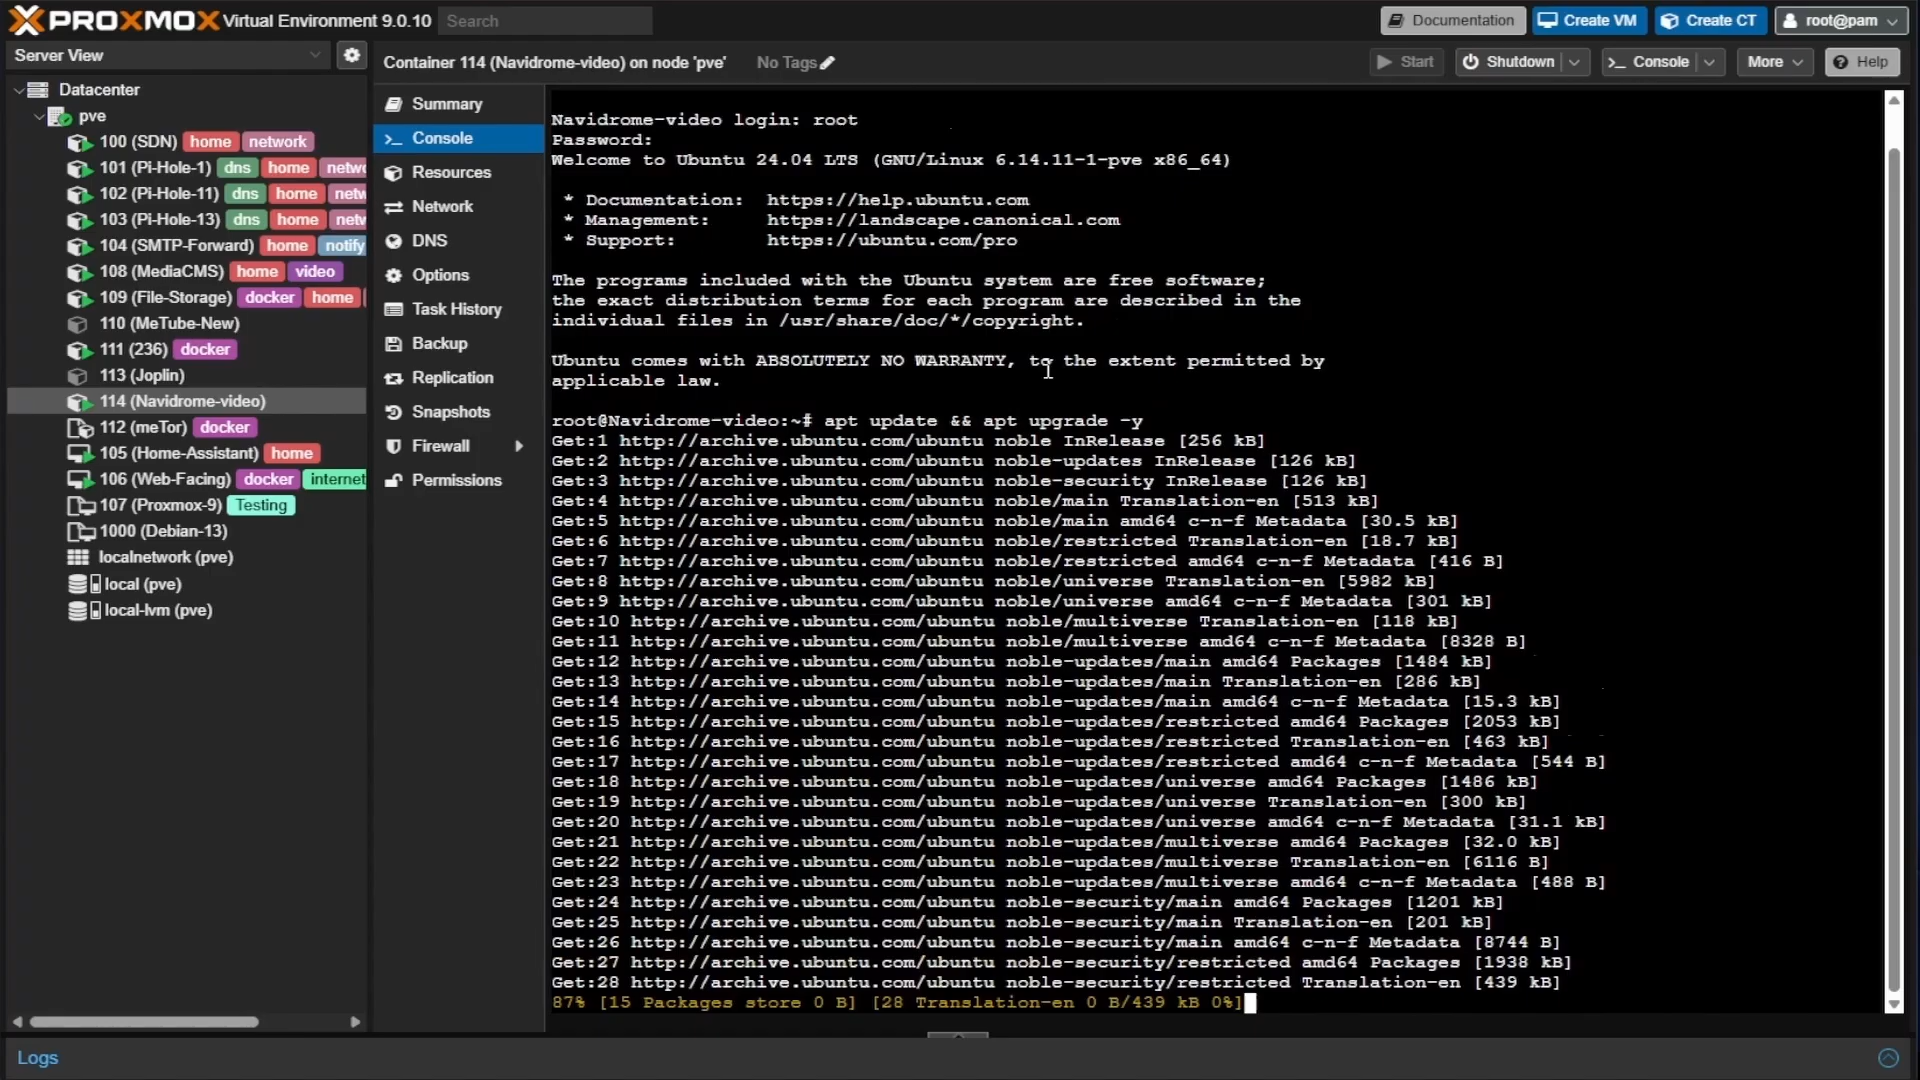 PROXMOX Virtual Environment 9.0.10 Search Documentation Create VM Create CT root@pam
Server View
Container 114 (Navidrome-video) on node 'pve' No Tags Start Shutdown Console More Help
Datacenter
pve
100 (SDN) home network
101 (Pi-Hole-1) dns home netwo
102 (Pi-Hole-11) dns home netw
103 (Pi-Hole-13) dns home netw
104 (SMTP-Forward) home notify
108 (MediaCMS) home video
109 (File-Storage) docker home
110 (MeTube-New)
111 (236) docker
113 (Joplin)
114 (Navidrome-video)
112 (meTor) docker
105 (Home-Assistant) home
106 (Web-Facing) docker internet
107 (Proxmox-9) Testing
1000 (Debian-13)
localnetwork (pve)
local (pve)
local-lvm (pve)
Summary
Console
Resources
Network
DNS
Options
Task History
Backup
Replication
Snapshots
Firewall
Permissions
Navidrome-video login: root
Password:
Welcome to Ubuntu 24.04 LTS (GNU/Linux 6.14.11-1-pve x86_64)
* Documentation: https://help.ubuntu.com
* Management: https://landscape.canonical.com
* Support: https://ubuntu.com/pro
The programs included with the Ubuntu system are free software;
the exact distribution terms for each program are described in the
individual files in /usr/share/doc/*/copyright.
Ubuntu comes with ABSOLUTELY NO WARRANTY, to the extent permitted by
applicable law.
root@Navidrome-video:~# apt update && apt upgrade -y
Get:1 http://archive.ubuntu.com/ubuntu noble InRelease [256 kB]
Get:2 http://archive.ubuntu.com/ubuntu noble-updates InRelease [126 kB]
Get:3 http://archive.ubuntu.com/ubuntu noble-security InRelease [126 kB]
Get:4 http://archive.ubuntu.com/ubuntu noble/main Translation-en [513 kB]
Get:5 http://archive.ubuntu.com/ubuntu noble/main amd64 c-n-f Metadata [30.5 kB]
Get:6 http://archive.ubuntu.com/ubuntu noble/restricted Translation-en [18.7 kB]
Get:7 http://archive.ubuntu.com/ubuntu noble/restricted amd64 c-n-f Metadata [416 B]
Get:8 http://archive.ubuntu.com/ubuntu noble/universe Translation-en [5982 kB]
Get:9 http://archive.ubuntu.com/ubuntu noble/universe amd64 c-n-f Metadata [301 kB]
Get:10 http://archive.ubuntu.com/ubuntu noble/multiverse Translation-en [118 kB]
Get:11 http://archive.ubuntu.com/ubuntu noble/multiverse amd64 c-n-f Metadata [8328 B]
Get:12 http://archive.ubuntu.com/ubuntu noble-updates/main amd64 Packages [1484 kB]
Get:13 http://archive.ubuntu.com/ubuntu noble-updates/main Translation-en [286 kB]
Get:14 http://archive.ubuntu.com/ubuntu noble-updates/main amd64 c-n-f Metadata [15.3 kB]
Get:15 http://archive.ubuntu.com/ubuntu noble-updates/restricted amd64 Packages [2053 kB]
Get:16 http://archive.ubuntu.com/ubuntu noble-updates/restricted Translation-en [463 kB]
Get:17 http://archive.ubuntu.com/ubuntu noble-updates/restricted amd64 c-n-f Metadata [544 B]
Get:18 http://archive.ubuntu.com/ubuntu noble-updates/universe amd64 Packages [1486 kB]
Get:19 http://archive.ubuntu.com/ubuntu noble-updates/universe Translation-en [300 kB]
Get:20 http://archive.ubuntu.com/ubuntu noble-updates/universe amd64 c-n-f Metadata [31.1 kB]
Get:21 http://archive.ubuntu.com/ubuntu noble-updates/multiverse amd64 Packages [32.0 kB]
Get:22 http://archive.ubuntu.com/ubuntu noble-updates/multiverse Translation-en [6116 B]
Get:23 http://archive.ubuntu.com/ubuntu noble-updates/multiverse amd64 c-n-f Metadata [488 B]
Get:24 http://archive.ubuntu.com/ubuntu noble-security/main amd64 Packages [1201 kB]
Get:25 http://archive.ubuntu.com/ubuntu noble-security/main Translation-en [201 kB]
Get:26 http://archive.ubuntu.com/ubuntu noble-security/main amd64 c-n-f Metadata [8744 B]
Get:27 http://archive.ubuntu.com/ubuntu noble-security/restricted amd64 Packages [1938 kB]
Get:28 http://archive.ubuntu.com/ubuntu noble-security/restricted Translation-en [439 kB]
87% [15 Packages store 0 B] [28 Translation-en 0 B/439 kB 0%]
Logs